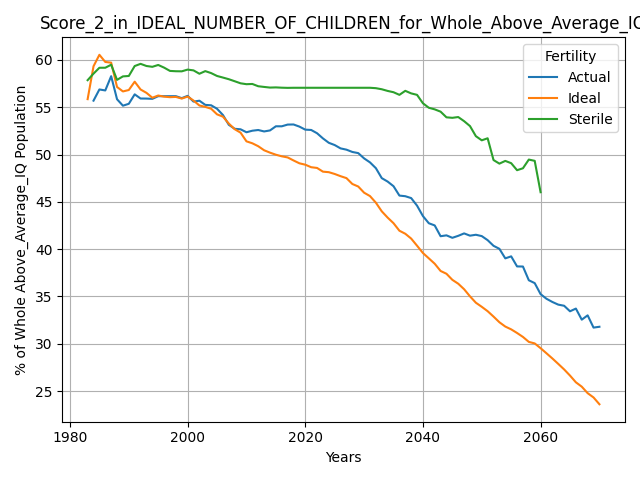 Score_2_in_IDEAL_NUMBER_OF_CHILDREN_for_Whole_Above_Average_IQ
Fertility
Actual
Ideal
Sterile
% of Whole Above_Average_IQ Population
60
55
50
45
40
35
30
25
1980
2000
2020
2040
2060
Years